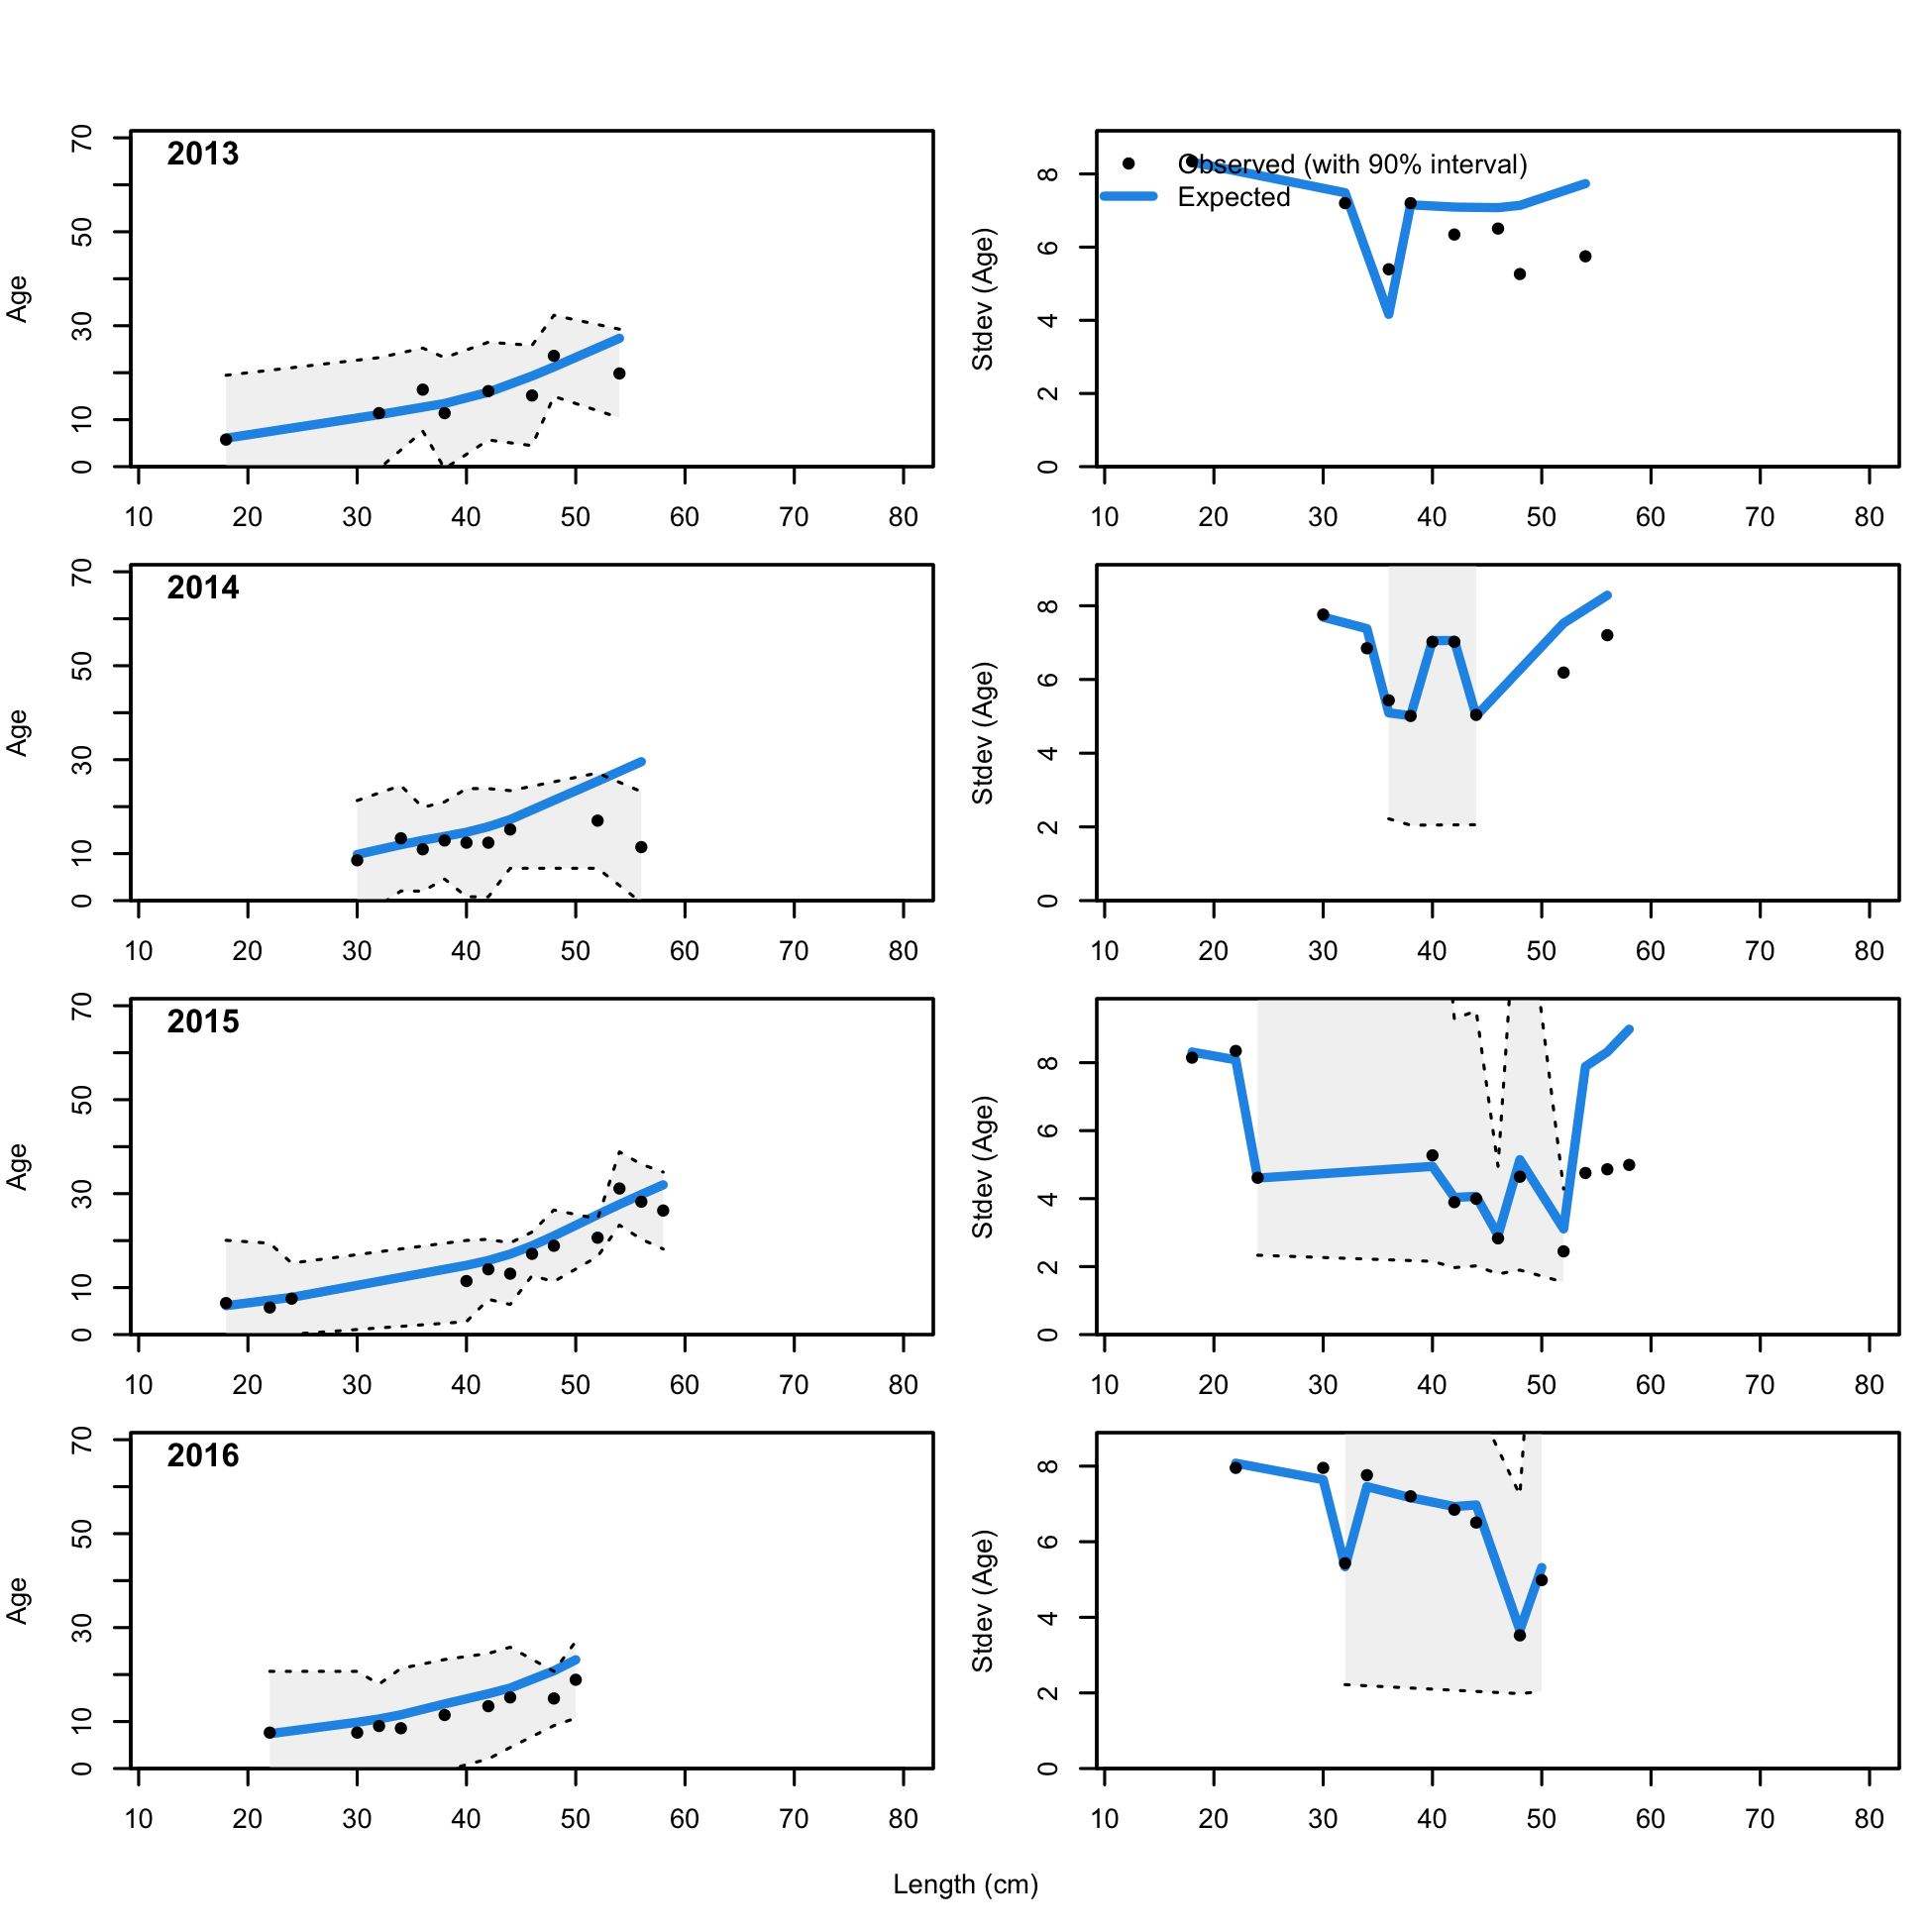 2013
Age
0 10 30 50 70
10 20 30 40 50 60 70 80
Observed (with 90% interval)
Expected
Stdev (Age)
0 2 4 6 8
10 20 30 40 50 60 70 80
2014
Age
0 10 30 50 70
10 20 30 40 50 60 70 80
Stdev (Age)
0 2 4 6 8
10 20 30 40 50 60 70 80
2015
Age
0 10 30 50 70
10 20 30 40 50 60 70 80
Stdev (Age)
0 2 4 6 8
10 20 30 40 50 60 70 80
2016
Age
0 10 30 50 70
10 20 30 40 50 60 70 80
Stdev (Age)
0 2 4 6 8
10 20 30 40 50 60 70 80
Length (cm)